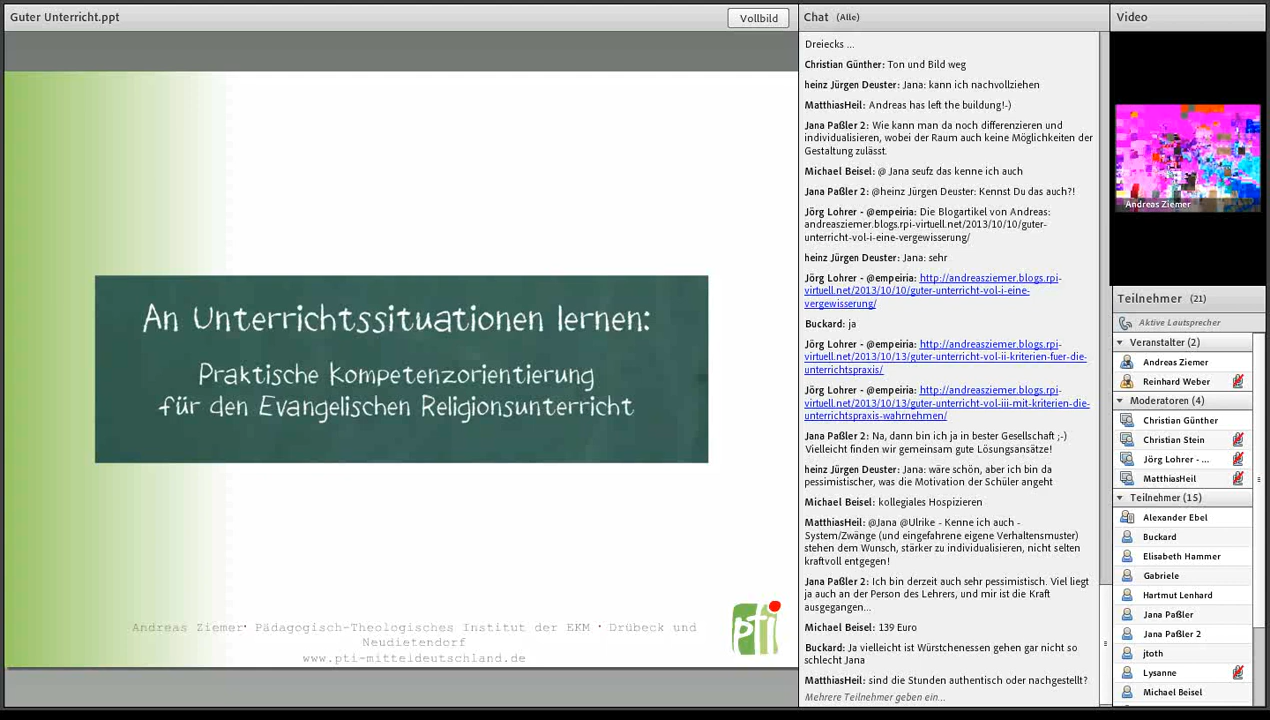 Guter Unterricht.ppt
Vollbild
An Unterrichtssituationen lernen:
Praktische Kompetenzorientierung
für den Evangelischen Religionsunterricht
pti
Andreas Ziemer· Pädagogisch-Theologisches Institut der EKM · Drübeck und
Neudietendorf
www.pti-mitteldeutschland.de
Chat (Alle)
Dreiecks ...
Christian Günther: Ton und Bild weg
heinz Jürgen Deuster: Jana: kann ich nachvollziehen
MatthiasHeil: Andreas has left the buildung!-)
Jana Paßler 2: Wie kann man da noch differenzieren und
individualisieren, wobei der Raum auch keine Möglichkeiten der
Gestaltung zulässt.
Michael Beisel: @ Jana seufz das kenne ich auch
Jana Paßler 2: @heinz Jürgen Deuster: Kennst Du das auch?!
Jörg Lohrer - @empeiria: Die Blogartikel von Andreas:
andreasziemer.blogs.rpi-virtuell.net/2013/10/10/guter-
unterricht-vol-i-eine-vergewisserung/
heinz Jürgen Deuster: Jana: sehr
Jörg Lohrer - @empeiria: http://andreasziemer.blogs.rpi-
virtuell.net/2013/10/10/guter-unterricht-vol-i-eine-
vergewisserung/
Buckard: ja
Jörg Lohrer - @empeiria: http://andreasziemer.blogs.rpi-
virtuell.net/2013/10/13/guter-unterricht-vol-ii-kriterien-fuer-die-
unterrichtspraxis/
Jörg Lohrer - @empeiria: http://andreasziemer.blogs.rpi-
virtuell.net/2013/10/13/guter-unterricht-vol-iii-mit-kriterien-die-
unterrichtspraxis-wahrnehmen/
Jana Paßler 2: Na, dann bin ich ja in bester Gesellschaft ;-)
Vielleicht finden wir gemeinsam gute Lösungsansätze!
heinz Jürgen Deuster: Jana: wäre schön, aber ich bin da
pessimistischer, was die Motivation der Schüler angeht
Michael Beisel: kollegiales Hospizieren
MatthiasHeil: @Jana @Ulrike - Kenne ich auch -
System/Zwänge (und eingefahrene eigene Verhaltensmuster)
stehen dem Wunsch, stärker zu individualisieren, nicht selten
kraftvoll entgegen!
Jana Paßler 2: Ich bin derzeit auch sehr pessimistisch. Viel liegt
ja auch an der Person des Lehrers, und mir ist die Kraft
ausgegangen...
Michael Beisel: 139 Euro
Buckard: Ja vielleicht ist Würstchenessen gehen gar nicht so
schlecht Jana
MatthiasHeil: sind die Stunden authentisch oder nachgestellt?
Mehrere Teilnehmer geben ein...
Video
Andreas Ziemer
Teilnehmer (21)
Aktive Lautsprecher
Veranstalter (2)
Andreas Ziemer
Reinhard Weber
Moderatoren (4)
Christian Günther
Christian Stein
Jörg Lohrer - ...
MatthiasHeil
Teilnehmer (15)
Alexander Ebel
Buckard
Elisabeth Hammer
Gabriele
Hartmut Lenhard
Jana Paßler
Jana Paßler 2
jtoth
Lysanne
Michael Beisel